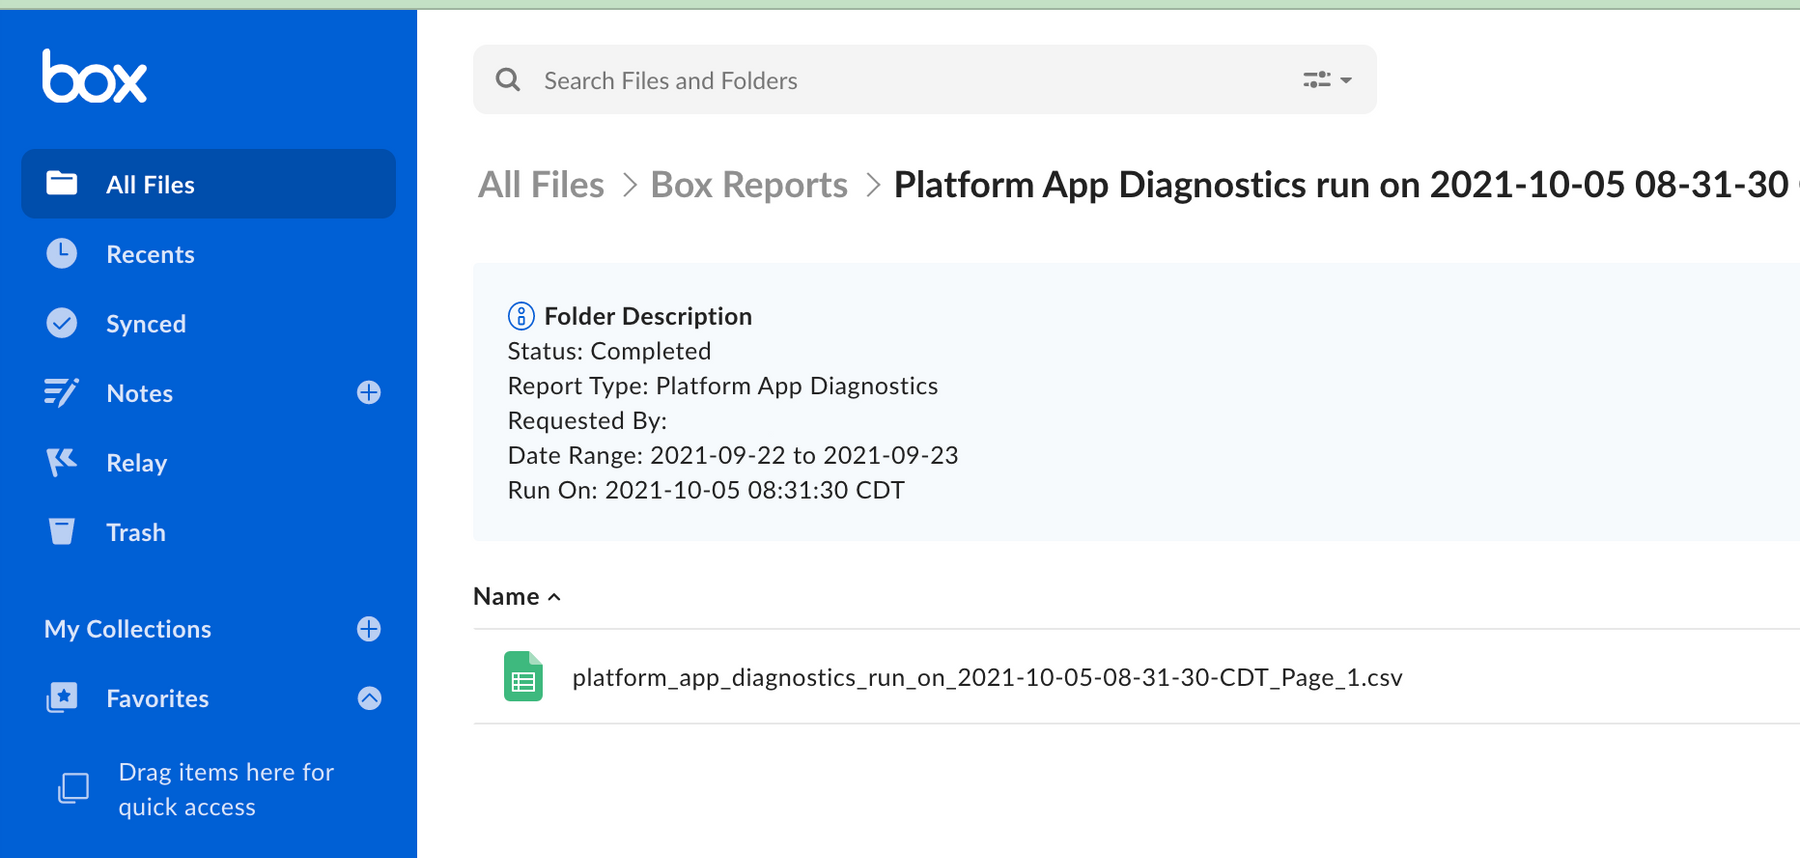 box
Search Files and Folders
All Files
Recents
Synced
Notes
Relay
Trash
My Collections
Favorites
Drag items here for
quick access
All Files > Box Reports > Platform App Diagnostics run on 2021-10-05 08-31-30
Folder Description
Status: Completed
Report Type: Platform App Diagnostics
Requested By:
Date Range: 2021-09-22 to 2021-09-23
Run On: 2021-10-05 08:31:30 CDT
Name
platform_app_diagnostics_run_on_2021-10-05-08-31-30-CDT_Page_1.csv